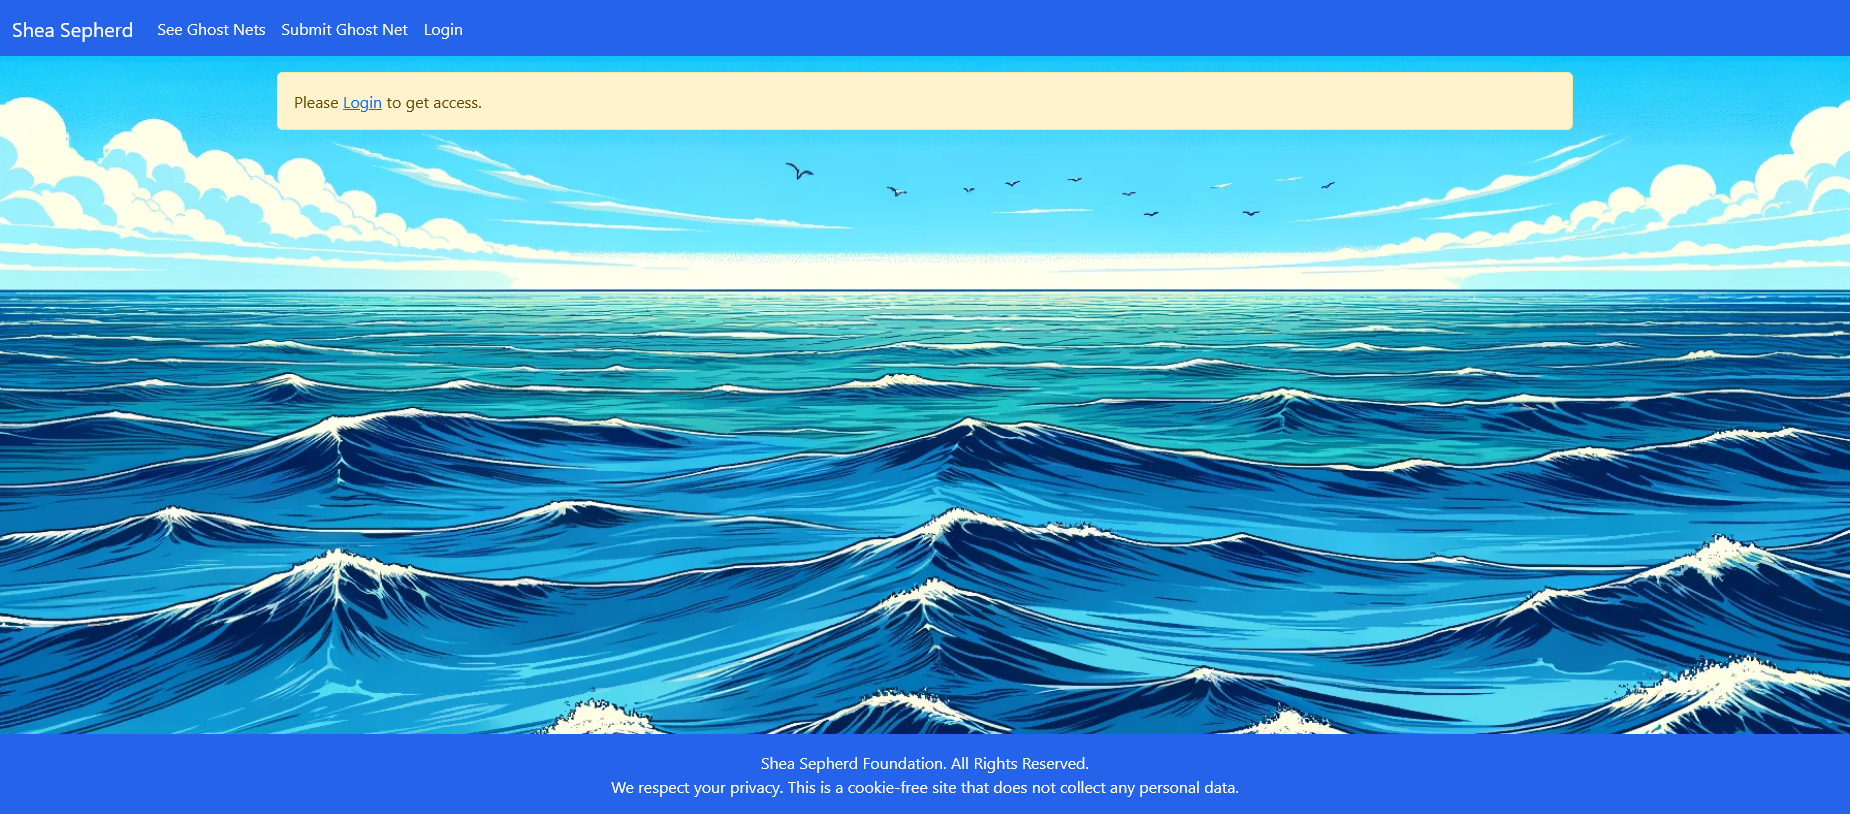 Shea Sepherd See Ghost Nets Submit Ghost Net Login
Please Login to get access.
Shea Sepherd Foundation. All Rights Reserved.
We respect your privacy. This is a cookie-free site that does not collect any personal data.